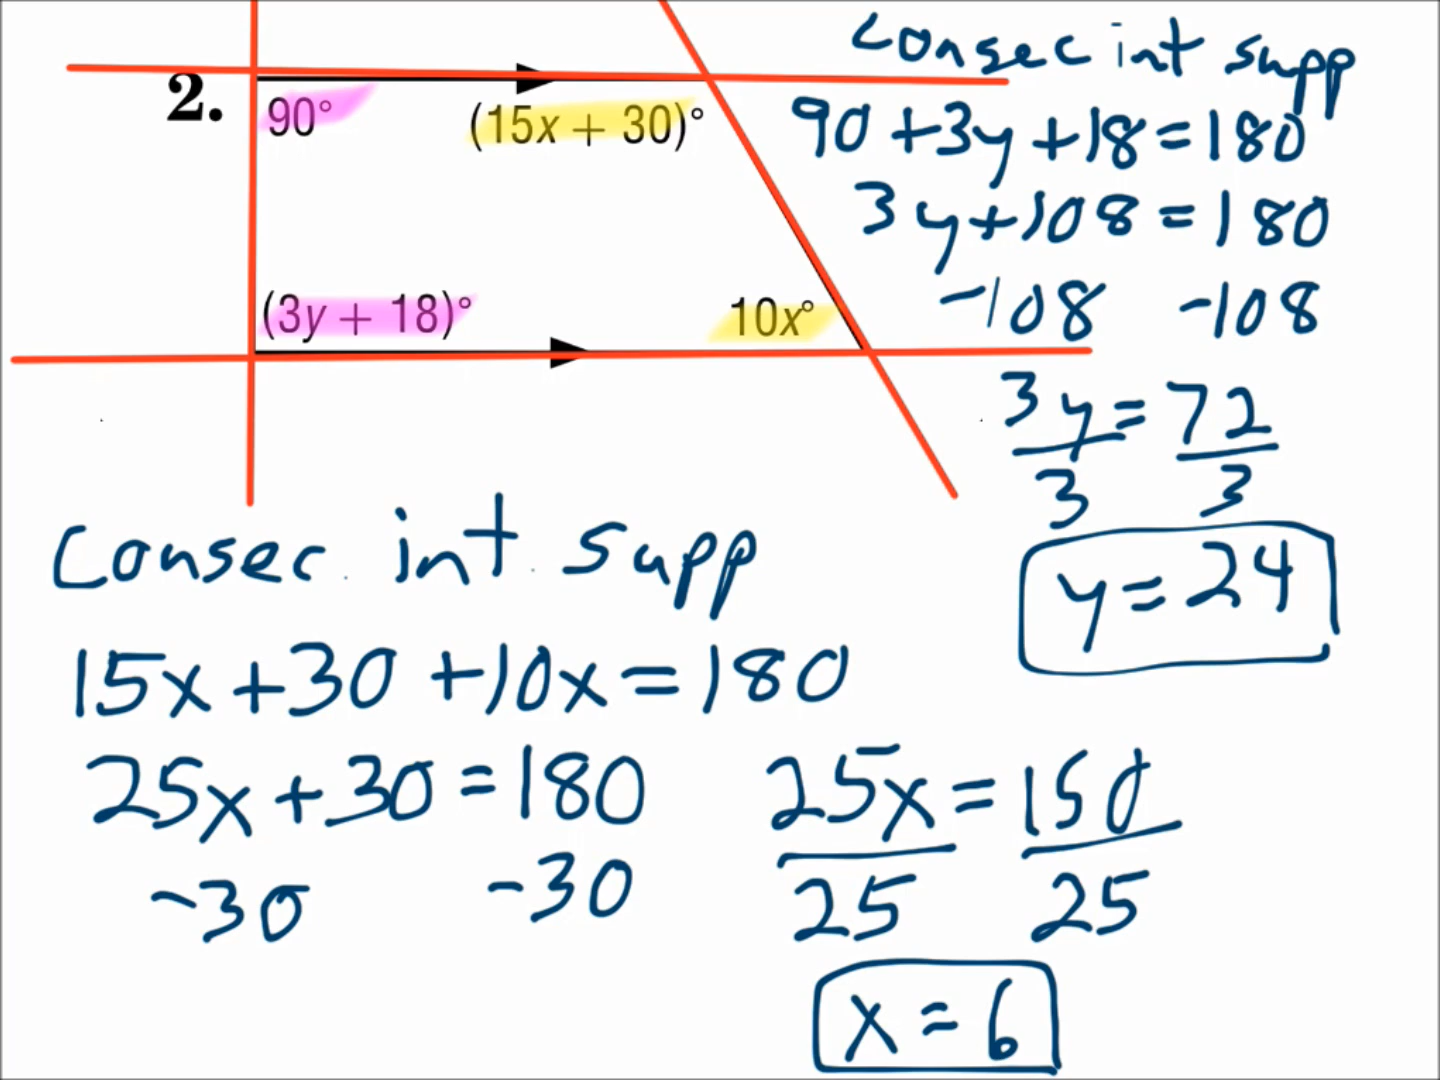 2.
90°
(15x + 30)°
(3y + 18)°
10x°
Consec int supp
90 + 3y + 18 = 180
3y + 108 = 180
-108 -108
3y = 72
3 3
y = 24
Consec. int. supp
15x + 30 + 10x = 180
25x + 30 = 180
-30 -30
25x = 150
25 25
x = 6